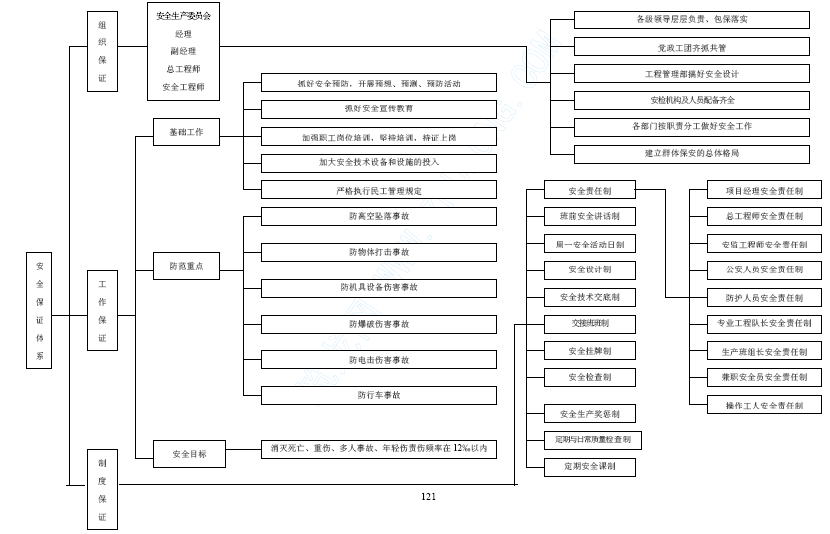 安全保证体系
组织保证
安全生产委员会
经理
副经理
总工程师
安全工程师
各级领导层层负责、包保落实
党政工团齐抓共管
工程管理部搞好安全设计
安检机构及人员配备齐全
各部门按职责分工做好安全工作
建立群体保安的总体格局
工作保证
基础工作
抓好安全预防，开展预想、预测、预防活动
抓好安全宣传教育
加强职工岗位培训，坚持培训，持证上岗
加大安全技术设备和设施的投入
严格执行民工管理规定
防范重点
防高空坠落事故
防物体打击事故
防机具设备伤害事故
防爆破伤害事故
防电击伤害事故
防行车事故
安全目标
消灭死亡、重伤、多人事故、年轻伤责伤频率在12‰以内
制度保证
安全责任制
班前安全讲话制
周一安全活动日制
安全设计制
安全技术交底制
交接班班制
安全挂牌制
安全检查制
安全生产奖惩制
定期与日常质量检查制
定期安全课制
项目经理安全责任制
总工程师安全责任制
安监工程师安全责任制
公安人员安全责任制
防护人员安全责任制
专业工程队长安全责任制
生产班组长安全责任制
兼职安全员安全责任制
操作工人安全责任制
121